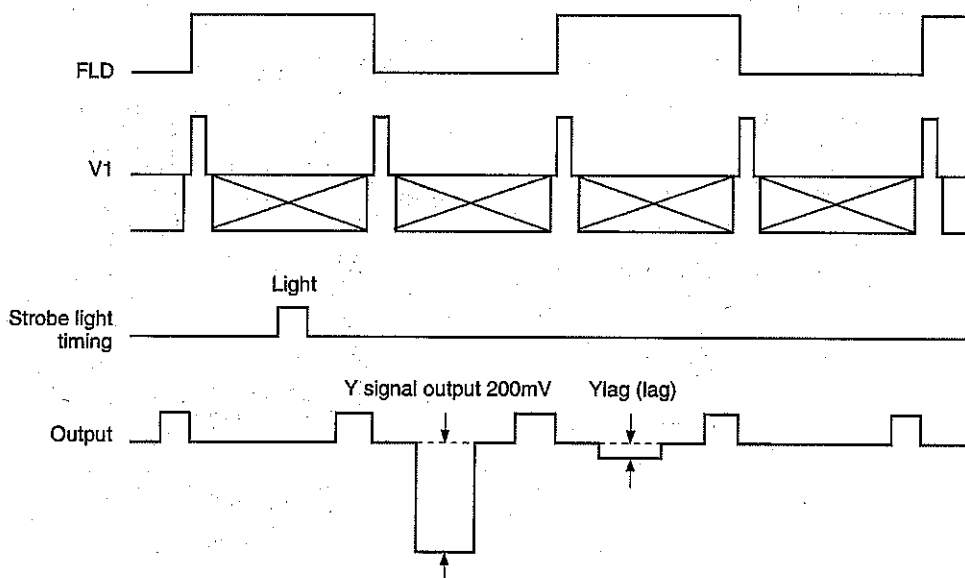 FLD
V1
Light
Strobe light
timing
Y signal output 200mV
Ylag (lag)
Output